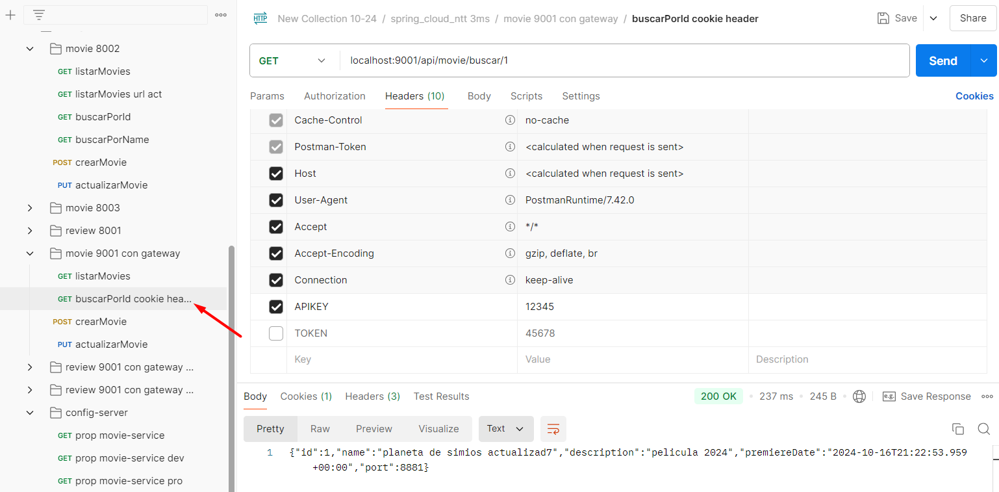 New Collection 10-24 / spring_cloud_ntt 3ms / movie 9001 con gateway / buscarPorId cookie header
Save
Share
movie 8002
GET listarMovies
GET listarMovies url act
GET buscarPorId
GET buscarPorName
POST crearMovie
PUT actualizarMovie
movie 8003
review 8001
movie 9001 con gateway
GET listarMovies
GET buscarPorId cookie hea...
POST crearMovie
PUT actualizarMovie
review 9001 con gateway ...
review 9001 con gateway ...
config-server
GET prop movie-service
GET prop movie-service dev
GET prop movie-service pro
HTTP
GET localhost:9001/api/movie/buscar/1 Send
Params Authorization Headers (10) Body Scripts Settings Cookies
Cache-Control no-cache
Postman-Token <calculated when request is sent>
Host <calculated when request is sent>
User-Agent PostmanRuntime/7.42.0
Accept */*
Accept-Encoding gzip, deflate, br
Connection keep-alive
APIKEY 12345
TOKEN 45678
Key Value Description
Body Cookies (1) Headers (3) Test Results 200 OK 237 ms 245 B e.g. Save Response
Pretty Raw Preview Visualize Text
1 {"id":1,"name":"planeta de simios actualizad7","description":"pelicula 2024","premiereDate":"2024-10-16T21:22:53.959
+00:00","port":8881}